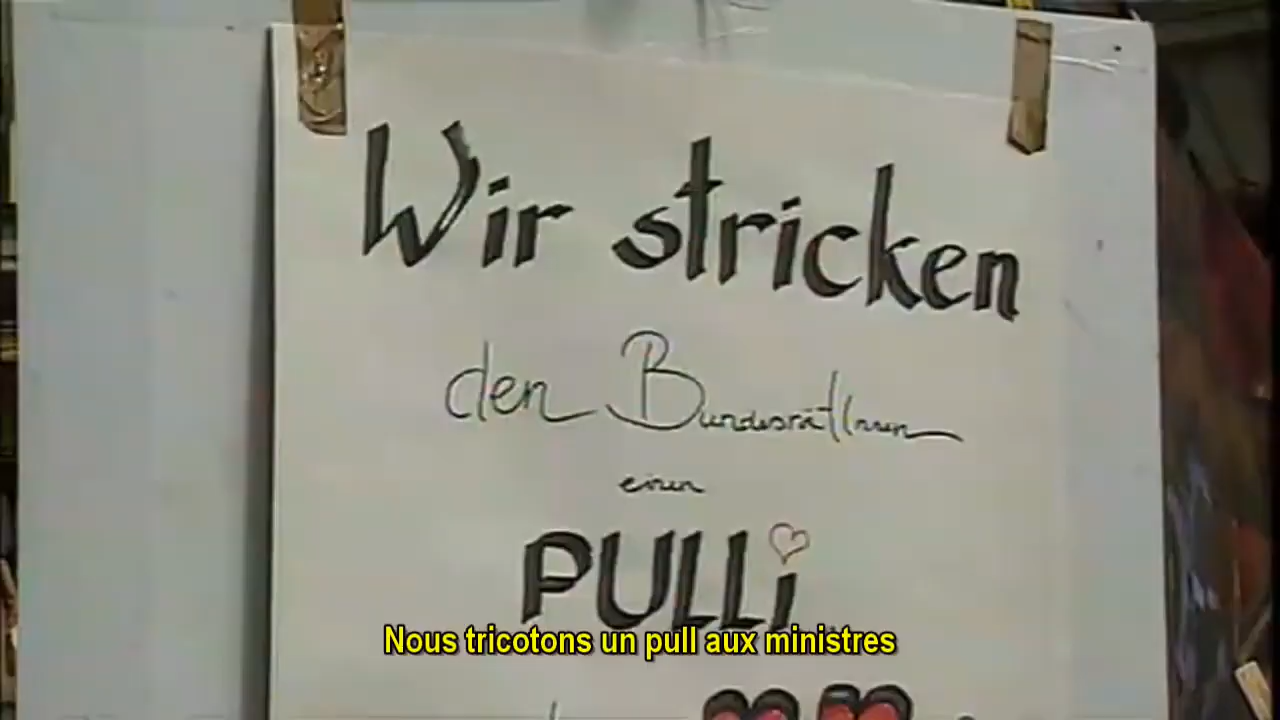 Wir stricken
den BundesrätInnen
einen
PULLi
Nous tricotons un pull aux ministres